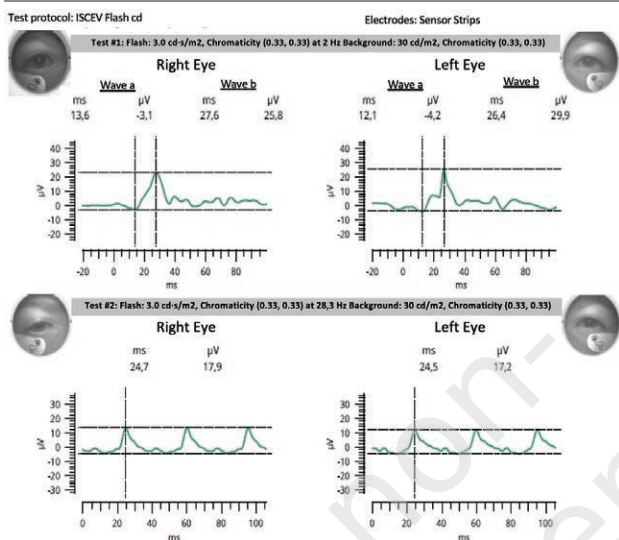 Test protocol: ISCEV Flash cd
Electrodes: Sensor Strips
Test #1: Flash: 3.0 cd·s/m2, Chromaticity (0.33, 0.33) at 2 Hz Background: 30 cd/m2, Chromaticity (0.33, 0.33)
Right Eye
Left Eye
Wave a Wave b
Wave a Wave b
ms µV ms µV
13,6 -3,1 27,6 25,8
ms µV ms µV
12,1 -4,2 26,4 29,9
µV
40
30
20
10
0
-10
-20
-20 0 20 40 60 80
ms
µV
40
30
20
10
0
-10
-20
-20 0 20 40 60 80
ms
Test #2: Flash: 3.0 cd·s/m2, Chromaticity (0.33, 0.33) at 28,3 Hz Background: 30 cd/m2, Chromaticity (0.33, 0.33)
Right Eye
Left Eye
ms µV
24,7 17,9
ms µV
24,5 17,2
µV
30
20
10
0
-10
-20
-30
0 20 40 60 80 100
ms
µV
30
20
10
0
-10
-20
-30
0 20 40 60 80 100
ms